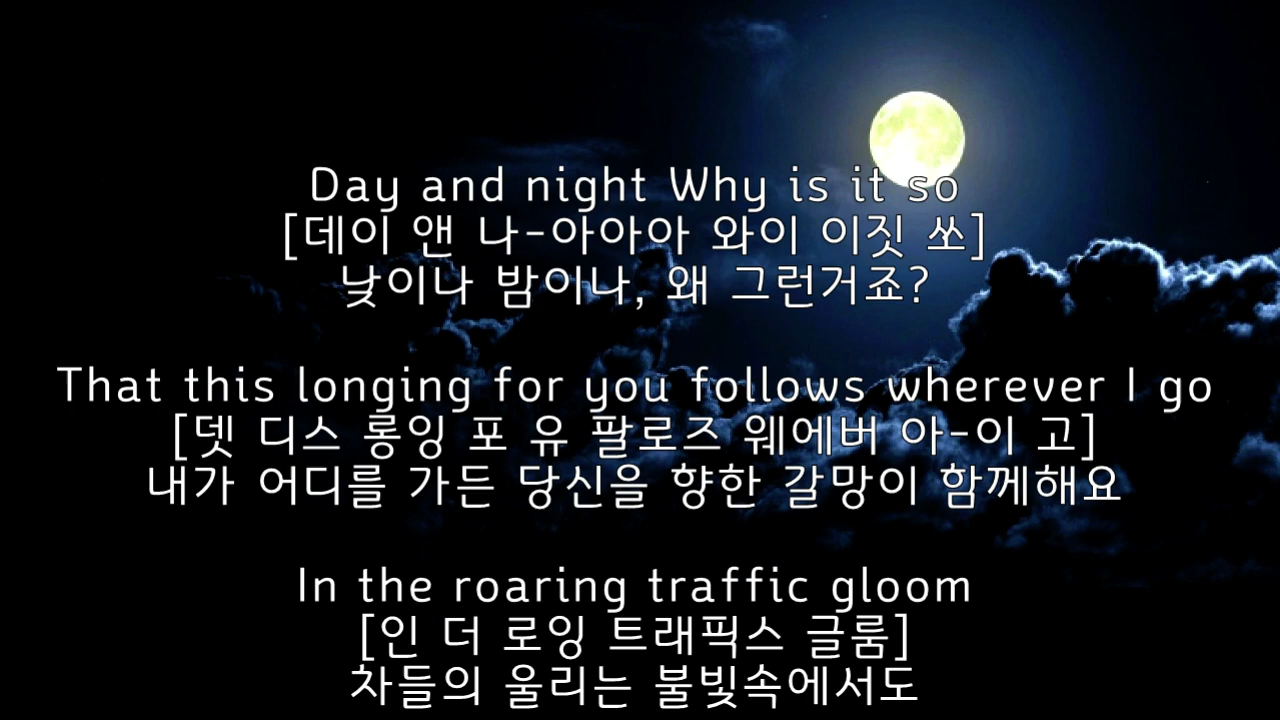 Day and night Why is it so
[데이 앤 나-아아아 와이 이짓 쏘]
낮이나 밤이나, 왜 그런거죠?
That this longing for you follows wherever I go
[뎃 디스 롱잉 포 유 팔로즈 웨에버 아-이 고]
내가 어디를 가든 당신을 향한 갈망이 함께해요
In the roaring traffic gloom
[인 더 로잉 트래픽스 글룸]
차들의 울리는 불빛속에서도